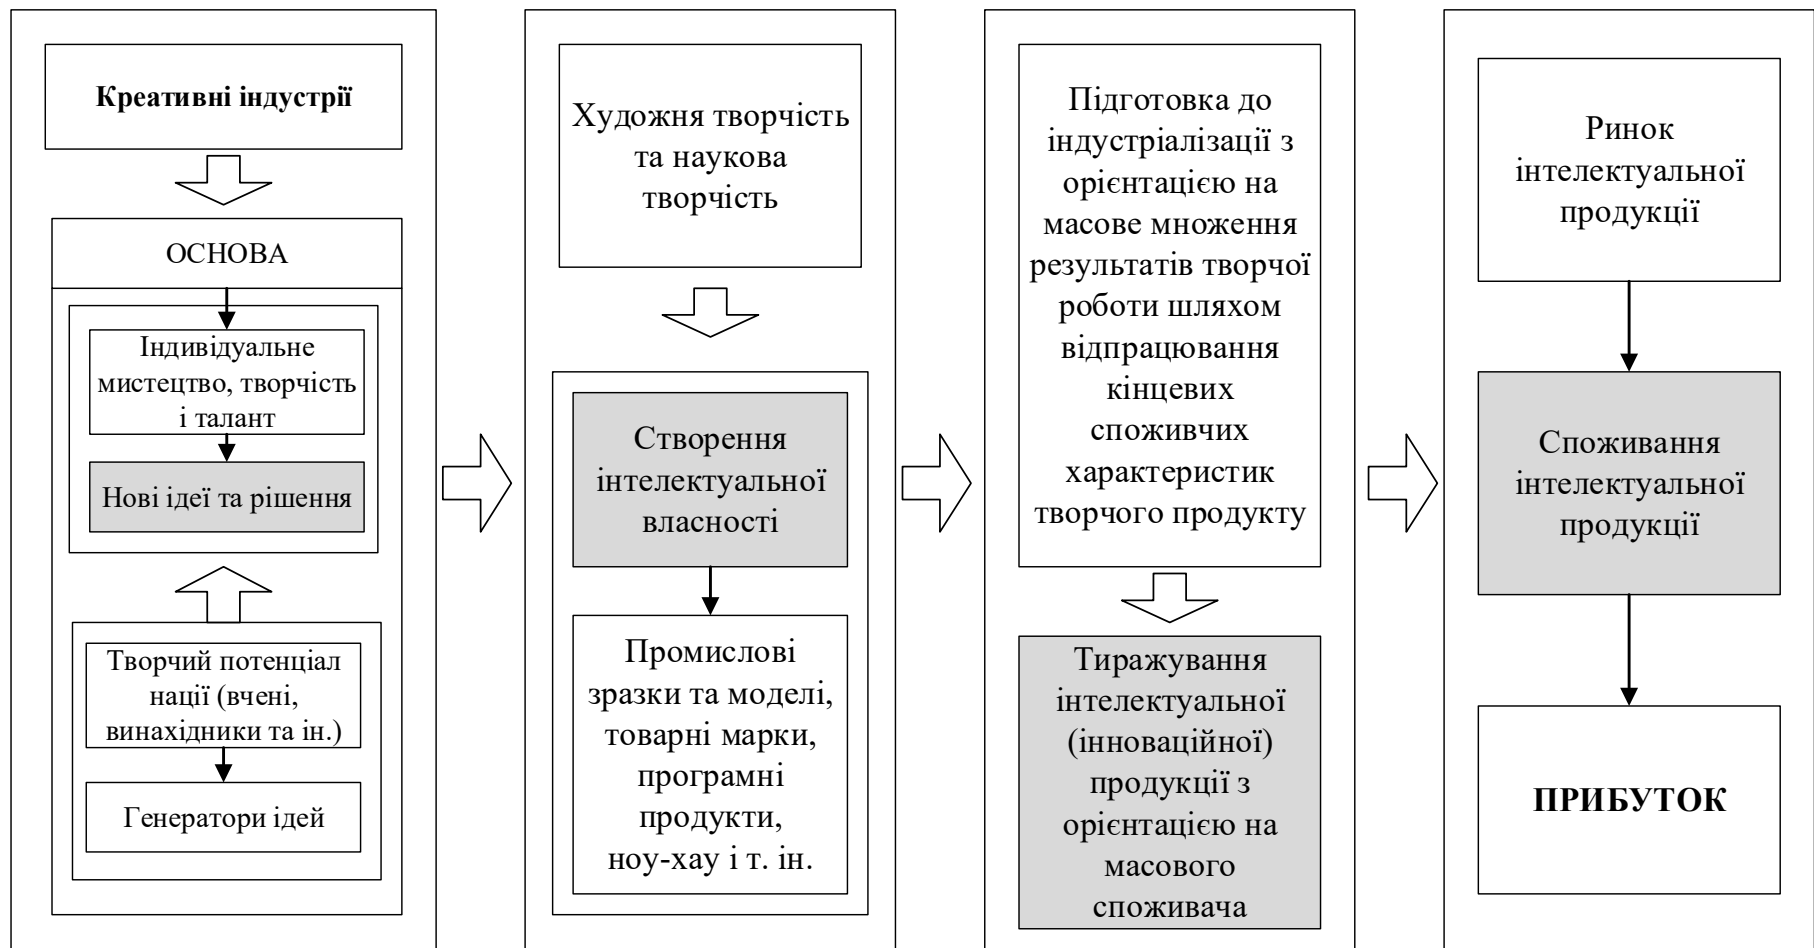 Креативні індустрії
ОСНОВА
Індивідуальне
мистецтво, творчість
і талант
Нові ідеї та рішення
Творчий потенціал
нації (вчені,
винахідники та ін.)
Генератори ідей
Художня творчість
та наукова
творчість
Створення
інтелектуальної
власності
Промислові
зразки та моделі,
товарні марки,
програмні
продукти,
ноу-хау і т. ін.
Підготовка до
індустріалізації з
орієнтацією на
масове множення
результатів творчої
роботи шляхом
відпрацювання
кінцевих
споживчих
характеристик
творчого продукту
Тиражування
інтелектуальної
(інноваційної)
продукції з
орієнтацією на
масового
споживача
Ринок
інтелектуальної
продукції
Споживання
інтелектуальної
продукції
ПРИБУТОК